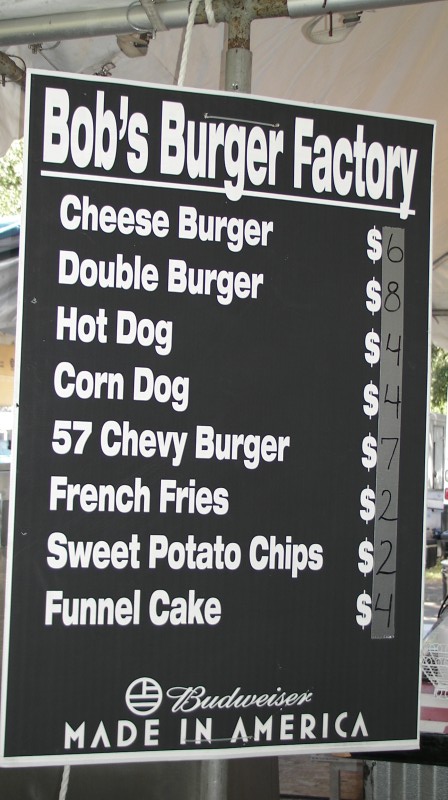 Bob's Burger Factory
Cheese Burger $6
Double Burger $8
Hot Dog $4
Corn Dog $4
57 Chevy Burger $7
French Fries $2
Sweet Potato Chips $2
Funnel Cake $4
Budweiser
MADE IN AMERICA